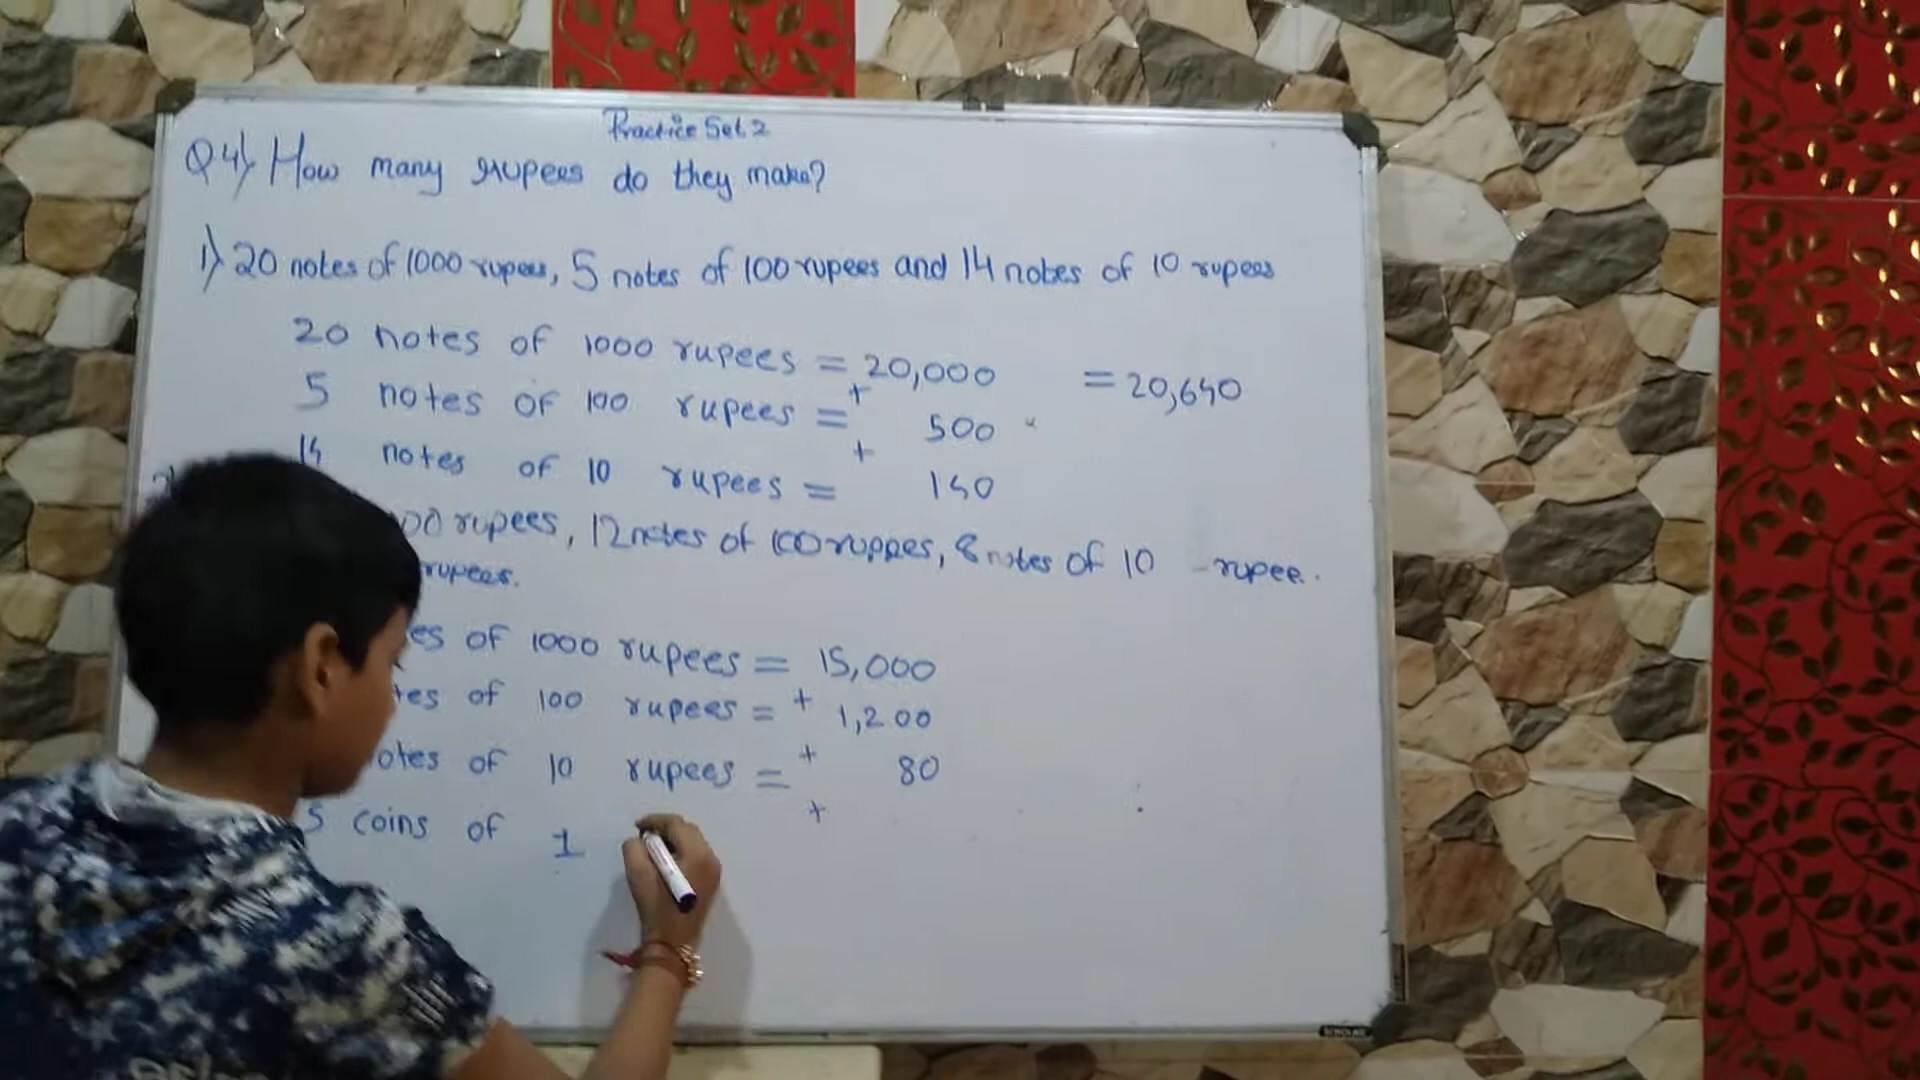 Practice Set 2
Q4) How many rupees do they make?
1) 20 notes of 1000 rupees, 5 notes of 100 rupees and 14 notes of 10 rupees
20 notes of 1000 rupees = 20,000 = 20,640
5 notes of 100 rupees = + 500
14 notes of 10 rupees = + 140
00 rupees, 12 notes of 100 ruppes, 8 notes of 10 rupee.
rupees.
es of 1000 rupees = 15,000
tes of 100 rupees = + 1,200
otes of 10 rupees = + 80
5 coins of 1 +